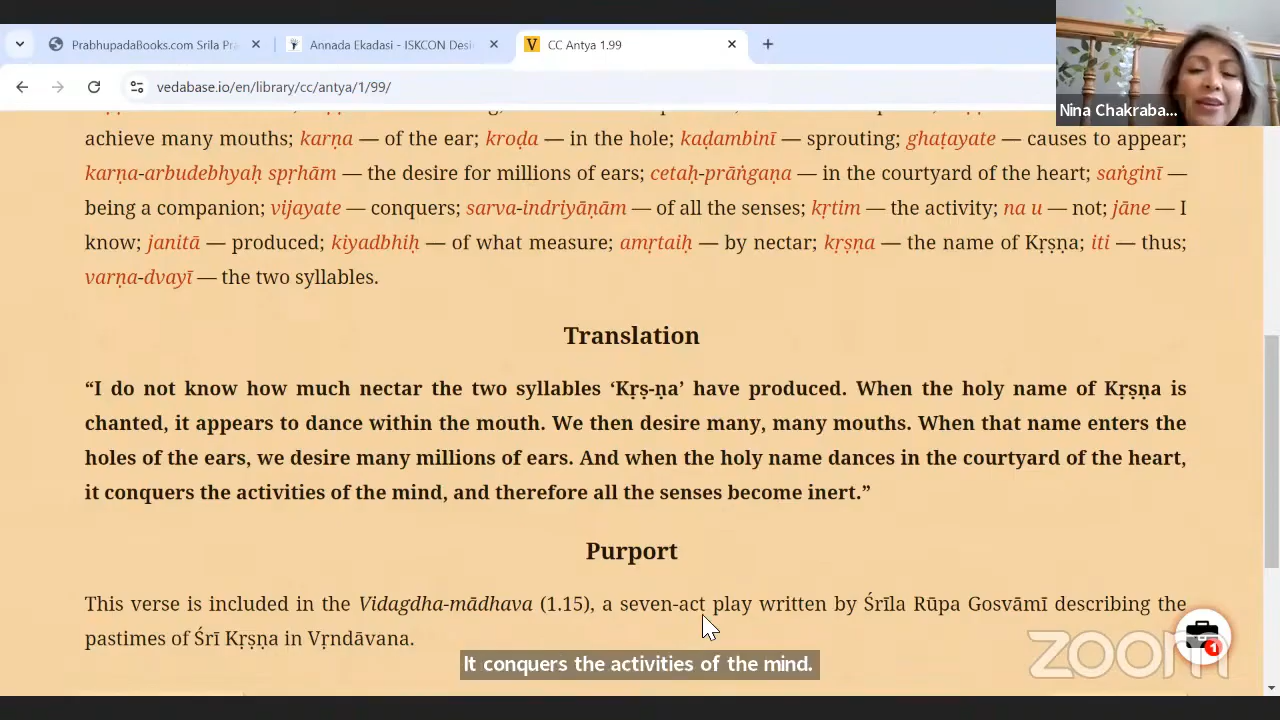 PrabhupadaBooks.com Srila Pra
Annada Ekadasi - ISKCON Desi
CC Antya 1.99
vedabase.io/en/library/cc/antya/1/99/
Nina Chakraba...
achieve many mouths; karṇa — of the ear; kroḍa — in the hole; kaḍambinī — sprouting; ghaṭayate — causes to appear;
karṇa-arbudebhyaḥ spṛhām — the desire for millions of ears; cetaḥ-prāṅgaṇa — in the courtyard of the heart; saṅginī —
being a companion; vijayate — conquers; sarva-indriyāṇām — of all the senses; kṛtim — the activity; na u — not; jāne — I
know; janitā — produced; kiyadbhiḥ — of what measure; amṛtaiḥ — by nectar; kṛṣṇa — the name of Kṛṣṇa; iti — thus;
varṇa-dvayī — the two syllables.
Translation
“I do not know how much nectar the two syllables ‘Kṛṣ-ṇa’ have produced. When the holy name of Kṛṣṇa is
chanted, it appears to dance within the mouth. We then desire many, many mouths. When that name enters the
holes of the ears, we desire many millions of ears. And when the holy name dances in the courtyard of the heart,
it conquers the activities of the mind, and therefore all the senses become inert.”
Purport
This verse is included in the Vidagdha-mādhava (1.15), a seven-act play written by Śrīla Rūpa Gosvāmī describing the
pastimes of Śrī Kṛṣṇa in Vṛndāvana.
It conquers the activities of the mind.
zoom
1